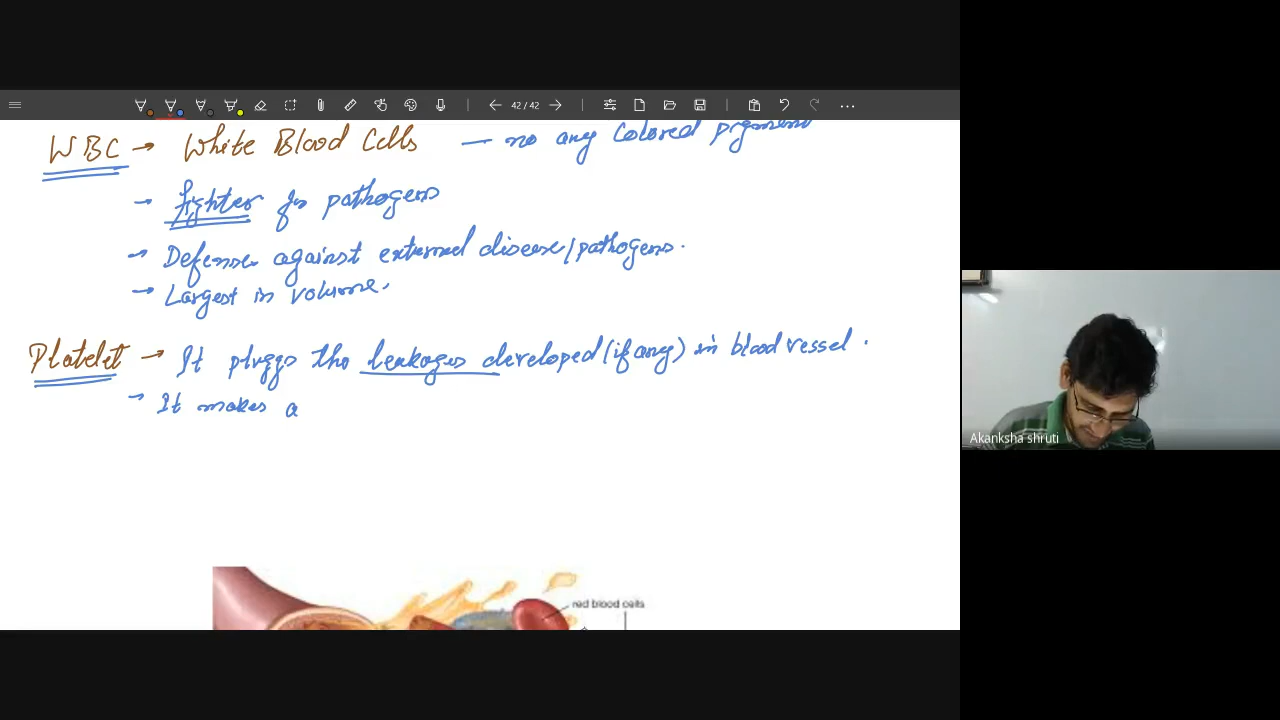 42 / 42
WBC → White Blood Cells — no any Colored pigment
→ fighter for pathogens
→ Defense against external disease/pathogens.
→ Largest in volume.
Platelet → It pluggs the leakages developed (if any) in blood vessel.
→ It makes a
red blood cells
Akanksha shruti